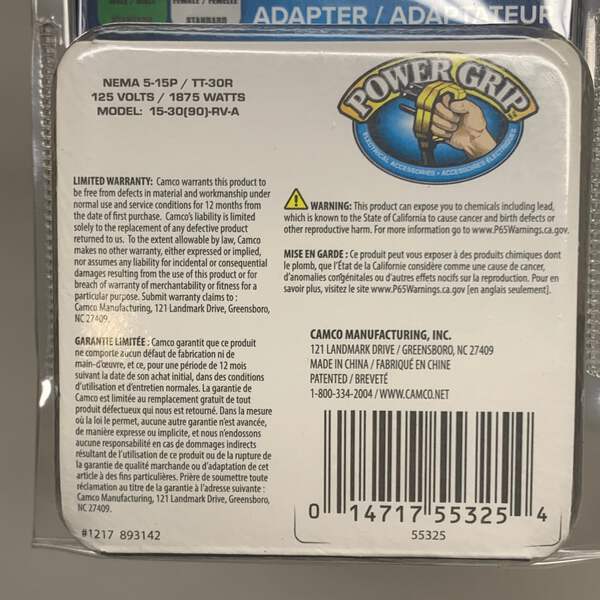 MALE / MÂLE
FEMALE / FEMELLE
STANDARD
STANDARD
ADAPTER / ADAPTATEUR
NEMA 5-15P / TT-30R
125 VOLTS / 1875 WATTS
MODEL: 15-30(90)-RV-A
POWER GRIP
ELECTRICAL ACCESSORIES • ACCESSOIRES ÉLECTRIQUES
LIMITED WARRANTY: Camco warrants this product to
be free from defects in material and workmanship under
normal use and service conditions for 12 months from
the date of first purchase. Camco's liability is limited
solely to the replacement of any defective product
returned to us. To the extent allowable by law, Camco
makes no other warranty, either expressed or implied,
nor assumes any liability for incidental or consequential
damages resulting from the use of this product or for
breach of warranty of merchantability or fitness for a
particular purpose. Submit warranty claims to :
Camco Manufacturing, 121 Landmark Drive, Greensboro,
NC 27409.
GARANTIE LIMITÉE : Camco garantit que ce produit
ne comporte aucun défaut de fabrication ni de
main-d'œuvre, et ce, pour une période de 12 mois
suivant la date de son achat initial, dans des conditions
d'utilisation et d'entretien normales. La garantie de
Camco est limitée au remplacement gratuit de tout
produit défectueux qui nous est retourné. Dans la mesure
où la loi le permet, aucune autre garantie n'est avancée,
de manière expresse ou implicite, et nous n'endossons
aucune responsabilité en cas de dommages indirects
résultant de l'utilisation de ce produit ou de la rupture de
la garantie de qualité marchande ou d'adaptation de cet
article à des fins particulières. Prière de soumettre toute
réclamation au titre de la garantie à l'adresse suivante :
Camco Manufacturing, 121 Landmark Drive, Greensboro,
NC 27409.
#1217 893142
WARNING: This product can expose you to chemicals including lead,
which is known to the State of California to cause cancer and birth defects or
other reproductive harm. For more information go to www.P65Warnings.ca.gov.
MISE EN GARDE : Ce produit peut vous exposer à des produits chimiques dont
le plomb, que l'État de la Californie considère comme une cause de cancer,
d'anomalies congénitales ou d'autres effets nocifs sur la reproduction. Pour en
savoir plus, visitez le site www.P65Warnings.ca.gov [en anglais seulement].
CAMCO MANUFACTURING, INC.
121 LANDMARK DRIVE / GREENSBORO, NC 27409
MADE IN CHINA / FABRIQUÉ EN CHINE
PATENTED / BREVETÉ
1-800-334-2004 / WWW.CAMCO.NET
0 14717 55325 4
55325